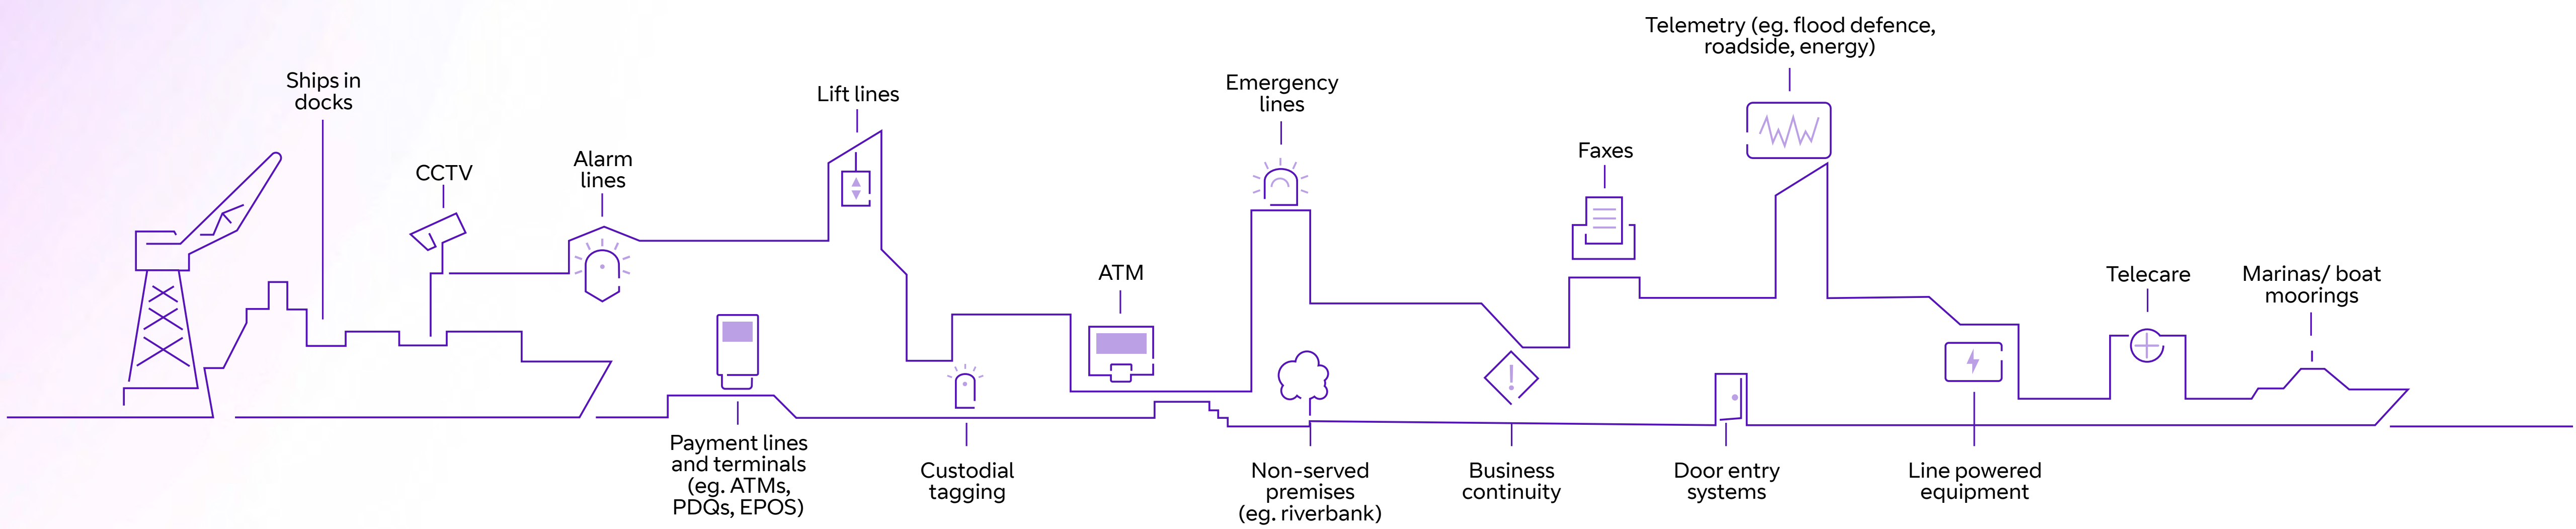 Ships in
docks
CCTV
Alarm
lines
Lift lines
ATM
Emergency
lines
Faxes
Telemetry (eg. flood defence,
roadside, energy)
Telecare
Marinas/ boat
moorings
Payment lines
and terminals
(eg. ATMs,
PDQs, EPOS)
Custodial
tagging
Non-served
premises
(eg. riverbank)
Business
continuity
Door entry
systems
Line powered
equipment